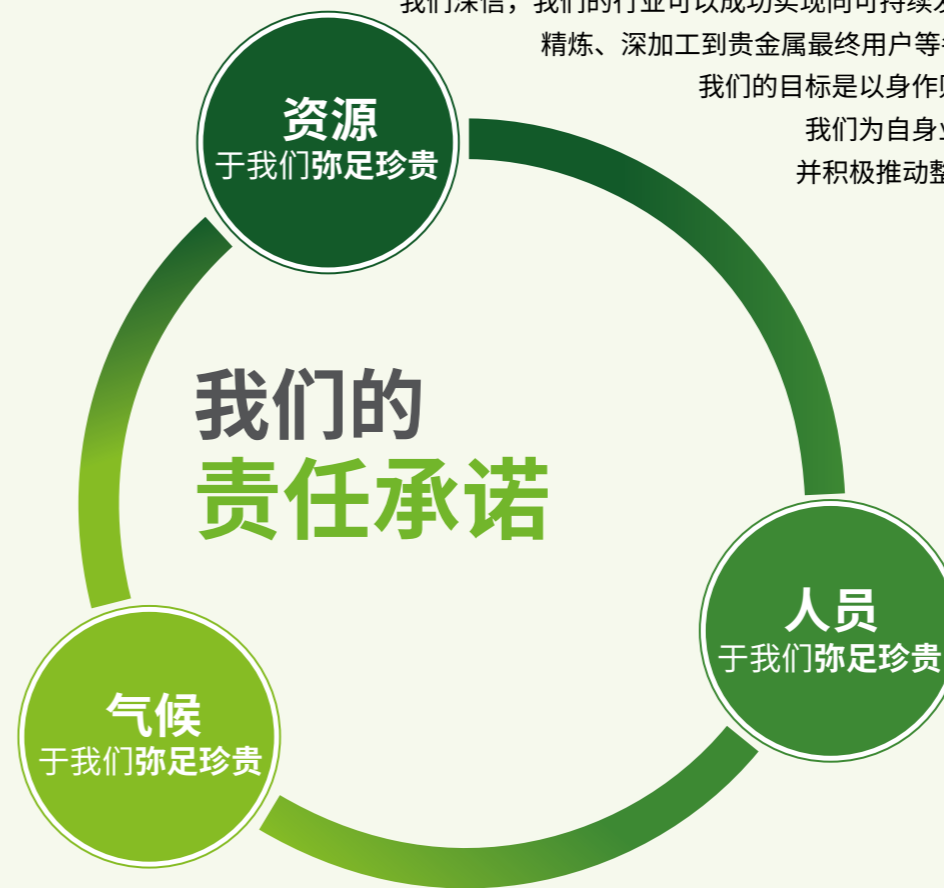 我们深信，我们的行业可以成功实现向可持续
精炼、深加工到贵金属最终用户等
我们的目标是以身作则
我们为自身
并积极推动整
资源
于我们弥足珍贵
我们的
责任承诺
人员
于我们弥足珍贵
气候
于我们弥足珍贵